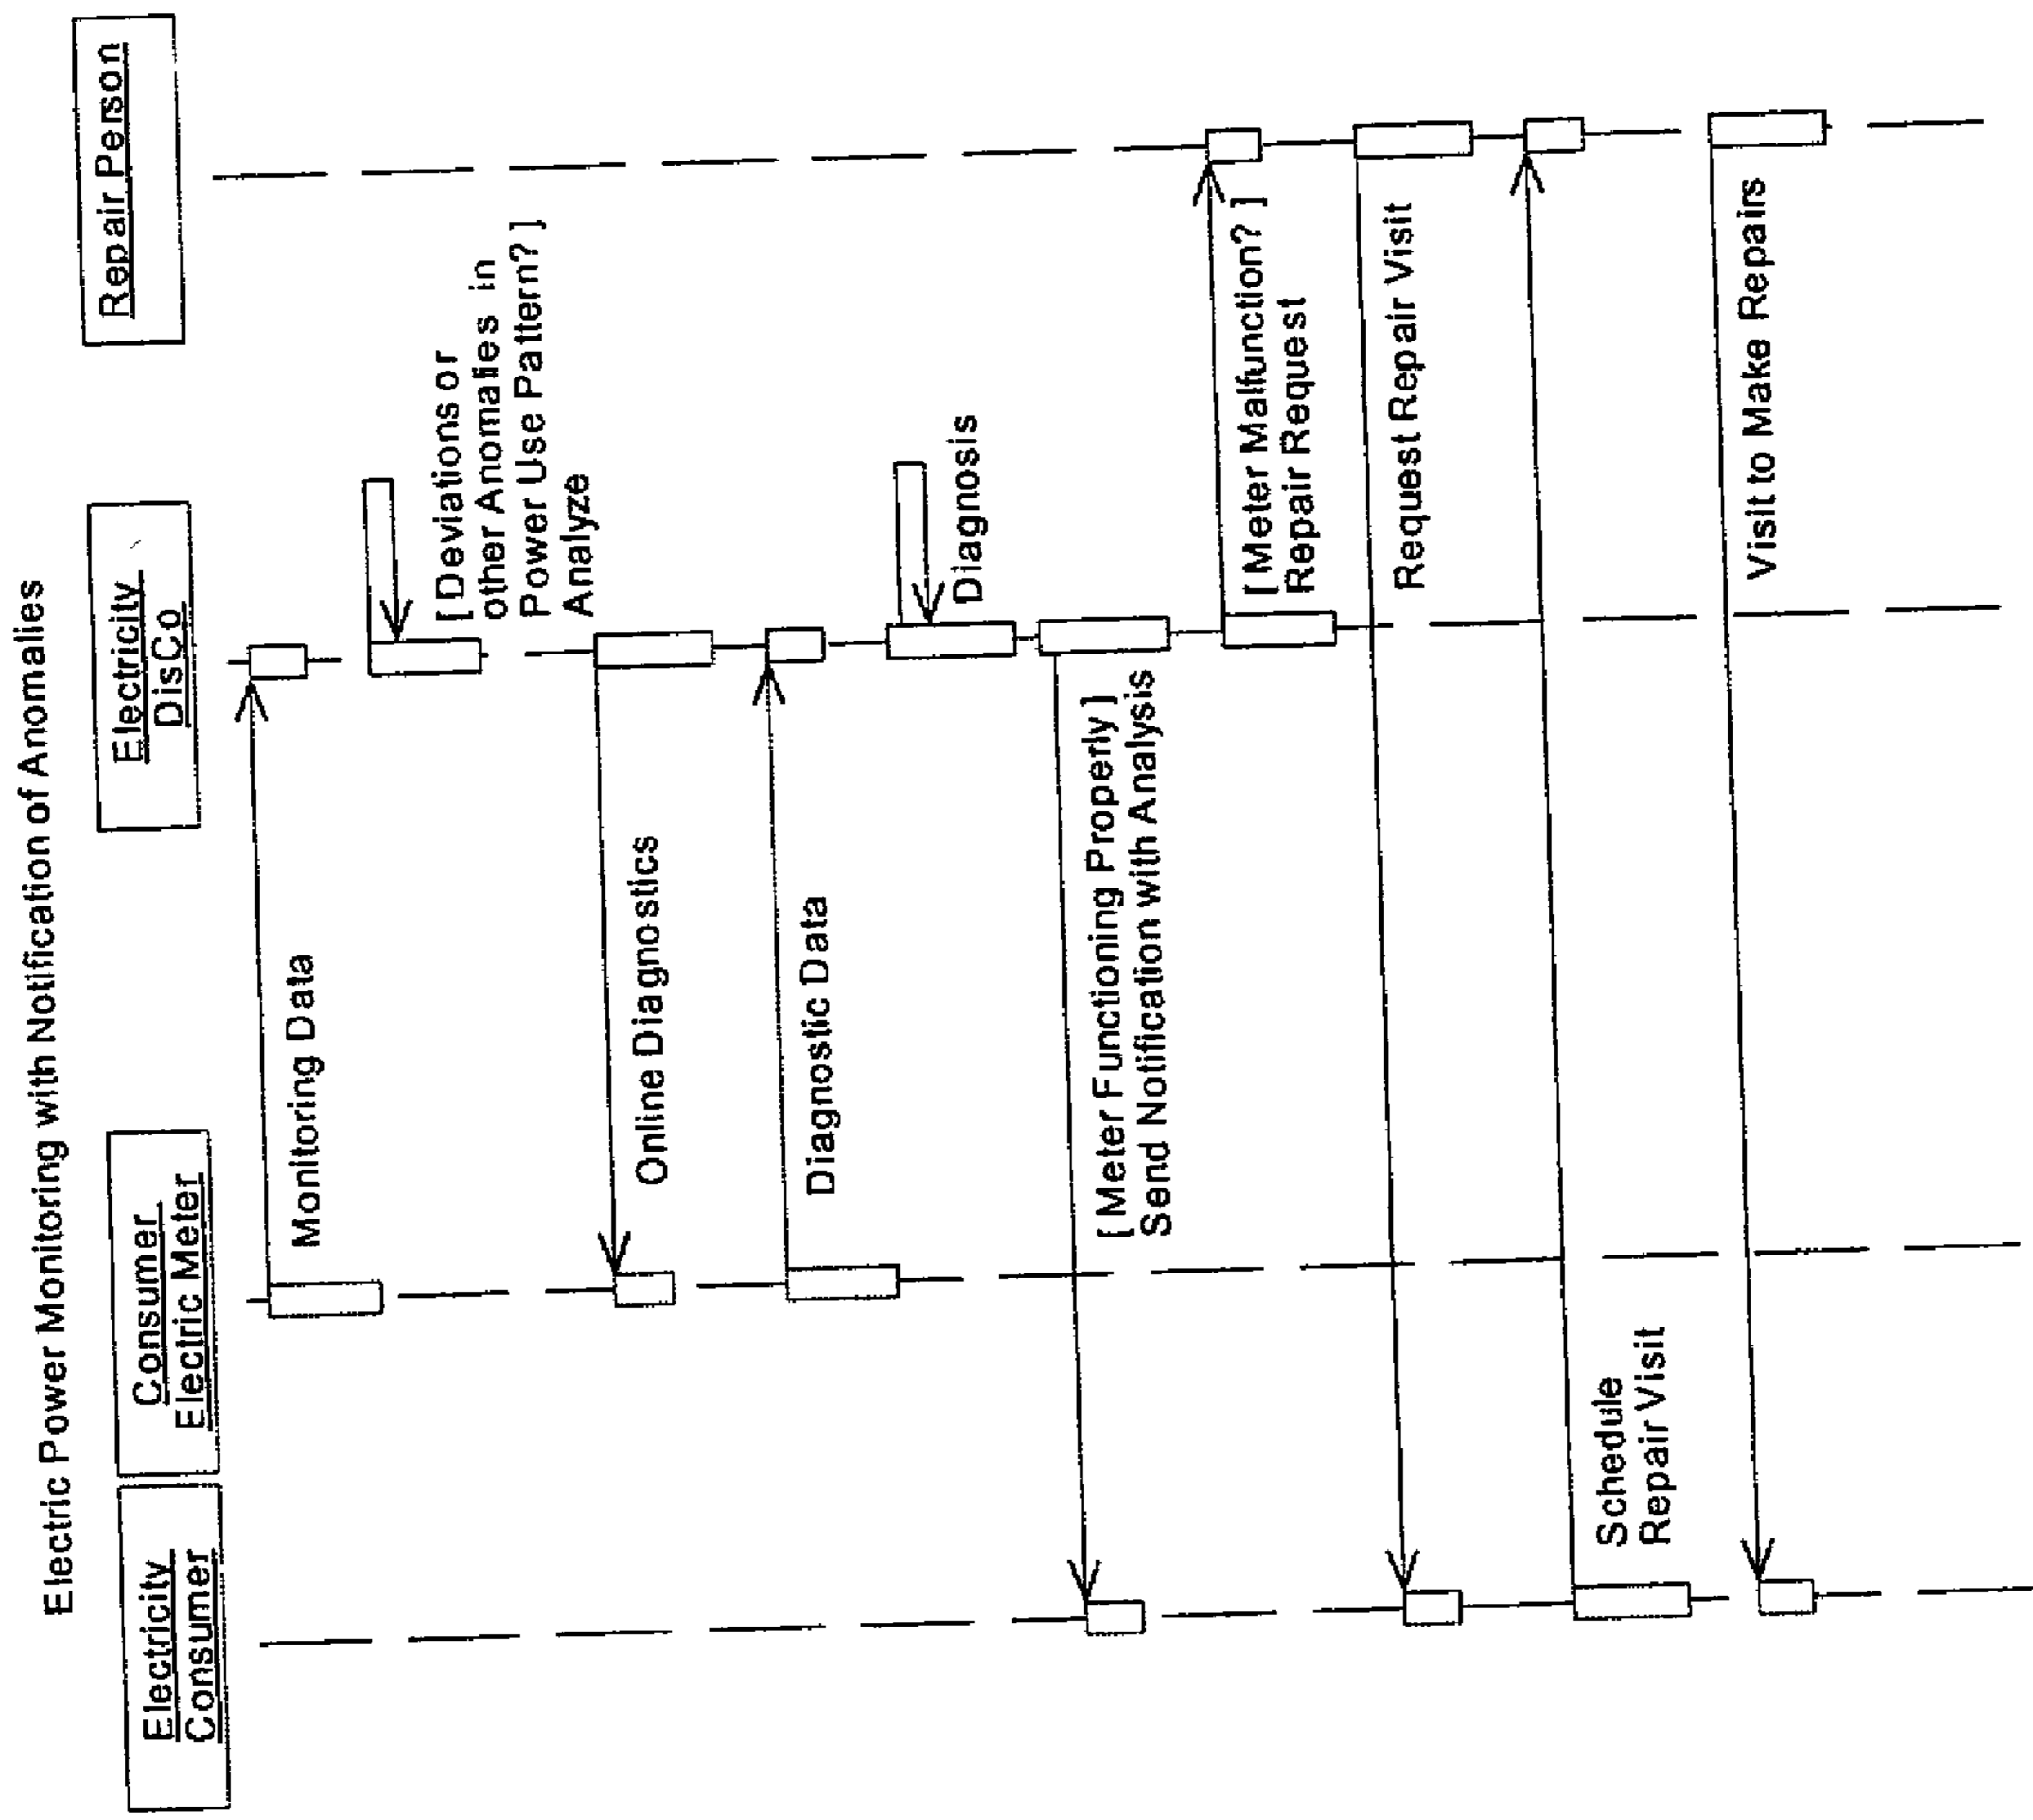 Electric Power Monitoring with Notification of Anomalies
Electricity
Consumer
Consumer
Electric Meter
Electricity
DisCo
Repair Person
Monitoring Data
[Deviations or
other Anomalies in
Power Use Pattern?]
Analyze
Online Diagnostics
Diagnostic Data
Diagnosis
[Meter Functioning Properly]
Send Notification with Analysis
[Meter Malfunction?]
Repair Request
Request Repair Visit
Schedule
Repair Visit
Visit to Make Repairs